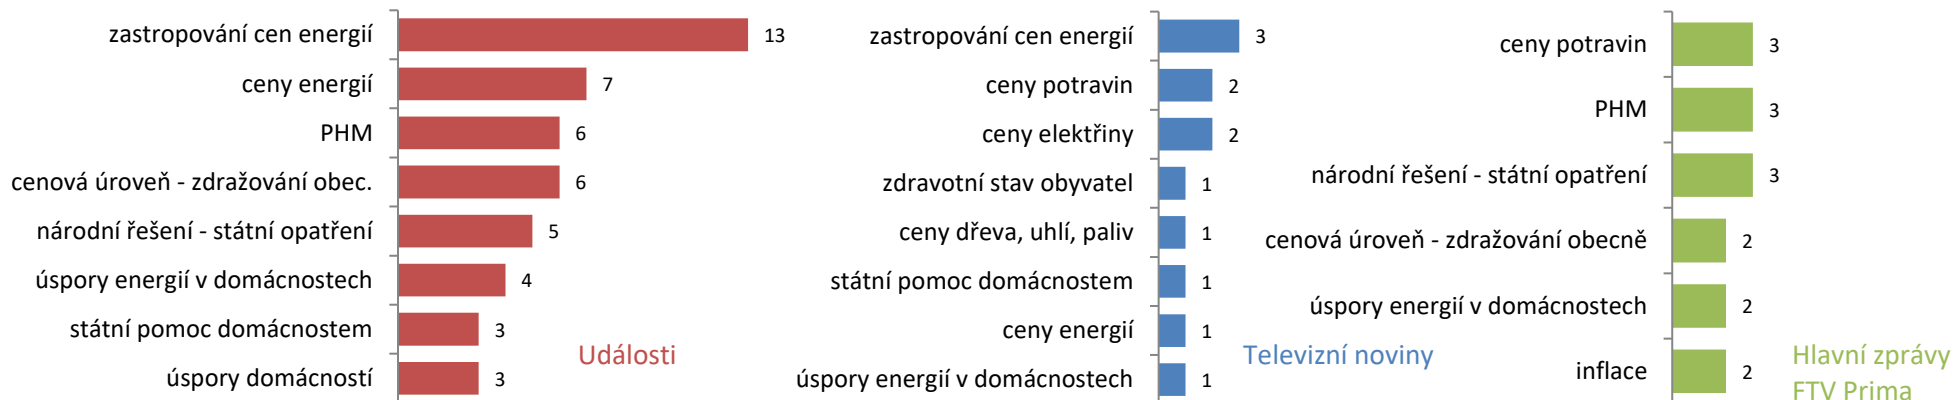 zastropování cen energií 13
ceny energií 7
PHM 6
cenová úroveň - zdražování obec. 6
národní řešení - státní opatření 5
úspory energií v domácnostech 4
státní pomoc domácnostem 3
úspory domácností 3
Události
zastropování cen energií 3
ceny potravin 2
ceny elektřiny 2
zdravotní stav obyvatel 1
ceny dřeva, uhlí, paliv 1
státní pomoc domácnostem 1
ceny energií 1
úspory energií v domácnostech 1
Televizní noviny
ceny potravin 3
PHM 3
národní řešení - státní opatření 3
cenová úroveň - zdražování obecně 2
úspory energií v domácnostech 2
inflace 2
Hlavní zprávy
FTV Prima